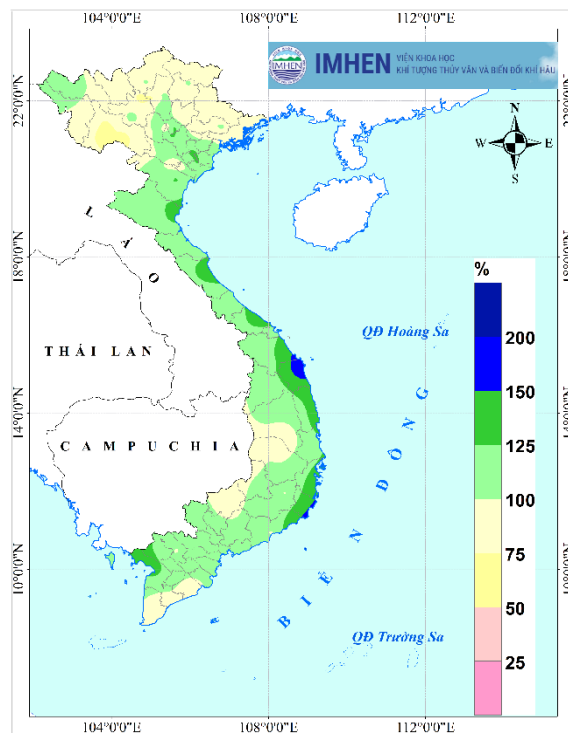 104°0'0"E
108°0'0"E
112°0'0"E
IMHEN
IMHEN
VIỆN KHOA HỌC
KHÍ TƯỢNG THỦY VĂN VÀ BIẾN ĐỔI KHÍ HẬU
22°0'0"N
N
W
E
S
18°0'0"N
18°0'0"N
LÀO
%
QĐ Hoàng Sa
200
THÁI LAN
150
14°0'0"N
14°0'0"N
125
CAMPUCHIA
100
BIỂN ĐÔNG
75
10°0'0"N
10°0'0"N
50
QĐ Trường Sa
25
104°0'0"E
108°0'0"E
112°0'0"E